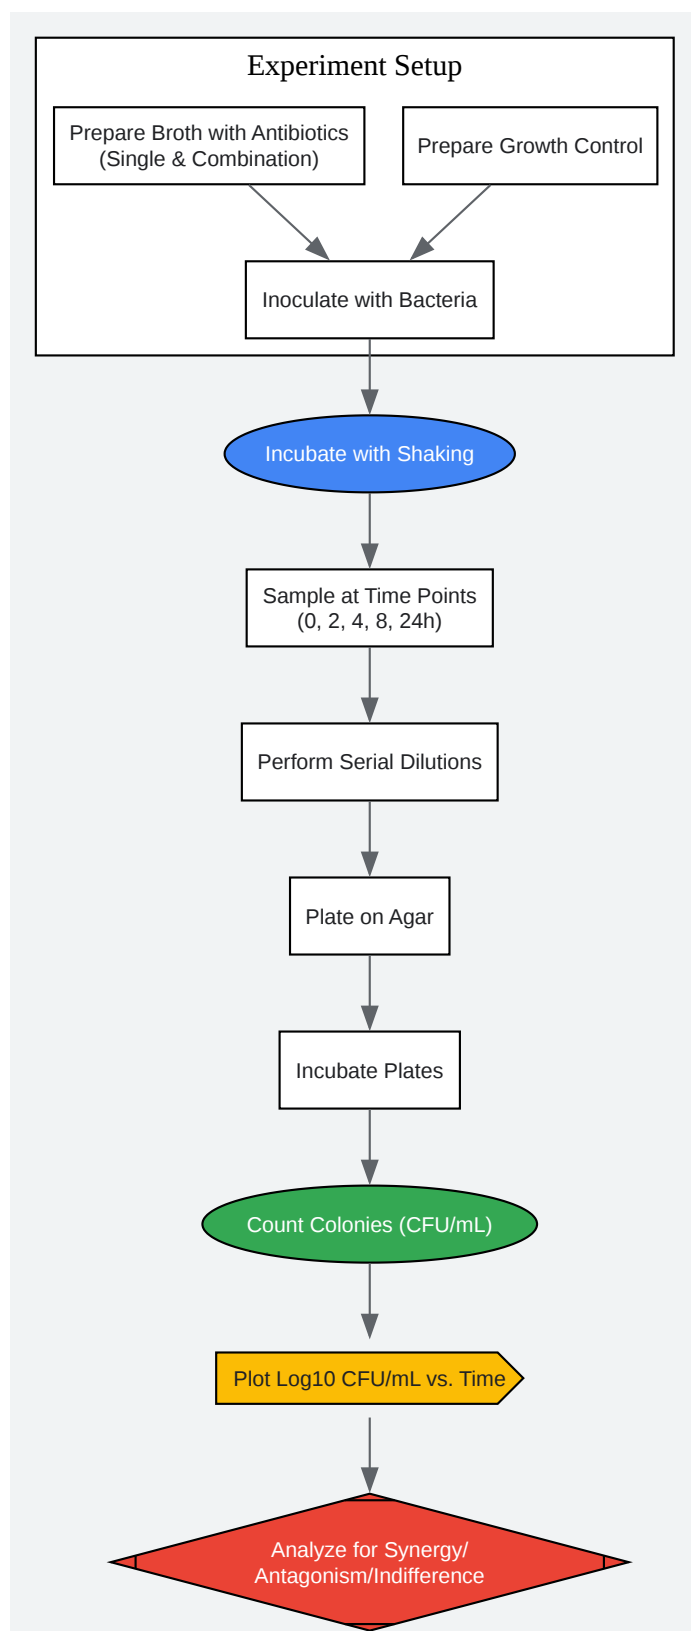 Experiment Setup
Prepare Broth with Antibiotics
(Single & Combination)
Prepare Growth Control
Inoculate with Bacteria
Incubate with Shaking
Sample at Time Points
(0, 2, 4, 8, 24h)
Perform Serial Dilutions
Plate on Agar
Incubate Plates
Count Colonies (CFU/mL)
Plot Log10 CFU/mL vs. Time
Analyze for Synergy/
Antagonism/Indifference